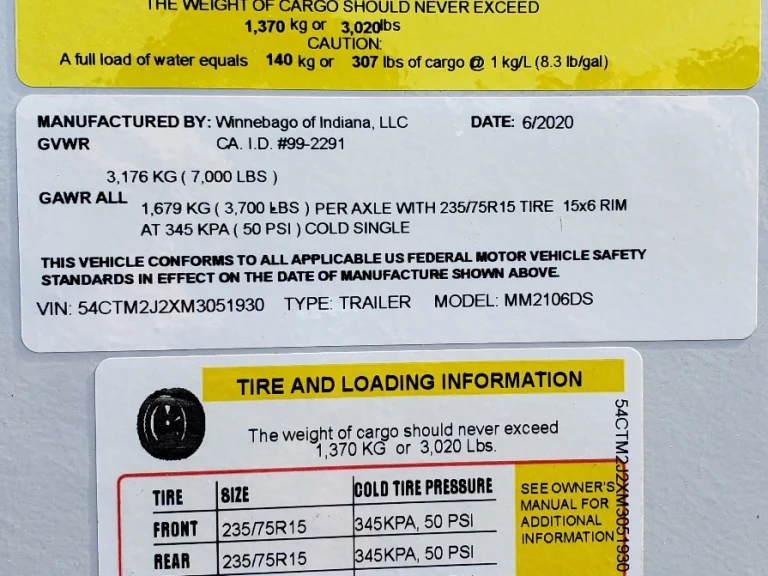 THE WEIGHT OF CARGO SHOULD NEVER EXCEED
1,370 kg or 3,020lbs
CAUTION:
A full load of water equals 140 kg or 307 lbs of cargo @ 1 kg/L (8.3 lb/gal)
MANUFACTURED BY: Winnebago of Indiana, LLC DATE: 6/2020
GVWR CA. I.D. #99-2291
3,176 KG ( 7,000 LBS )
GAWR ALL
1,679 KG ( 3,700 LBS ) PER AXLE WITH 235/75R15 TIRE 15x6 RIM
AT 345 KPA ( 50 PSI ) COLD SINGLE
THIS VEHICLE CONFORMS TO ALL APPLICABLE US FEDERAL MOTOR VEHICLE SAFETY
STANDARDS IN EFFECT ON THE DATE OF MANUFACTURE SHOWN ABOVE.
VIN: 54CTM2J2XM3051930 TYPE: TRAILER MODEL: MM2106DS
TIRE AND LOADING INFORMATION
The weight of cargo should never exceed
1,370 KG or 3,020 Lbs.
TIRE SIZE COLD TIRE PRESSURE
FRONT 235/75R15 345KPA, 50 PSI
REAR 235/75R15 345KPA, 50 PSI
SEE OWNER'S
MANUAL FOR
ADDITIONAL
INFORMATION
54CTM2J2XM3051930